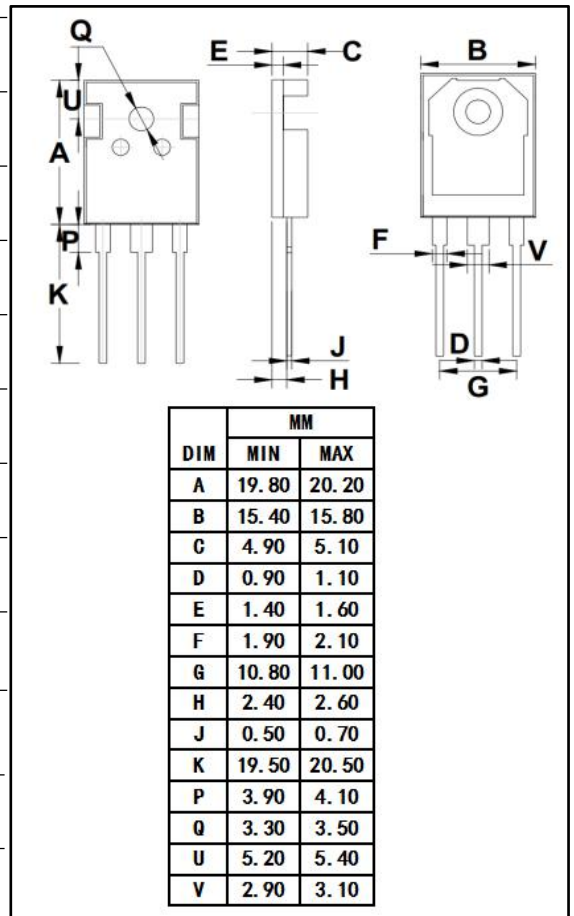 Q
E C B
U
A
P
K
F V
J
D
H
G
MM
DIM MIN MAX
A 19.80 20.20
B 15.40 15.80
C 4.90 5.10
D 0.90 1.10
E 1.40 1.60
F 1.90 2.10
G 10.80 11.00
H 2.40 2.60
J 0.50 0.70
K 19.50 20.50
P 3.90 4.10
Q 3.30 3.50
U 5.20 5.40
V 2.90 3.10